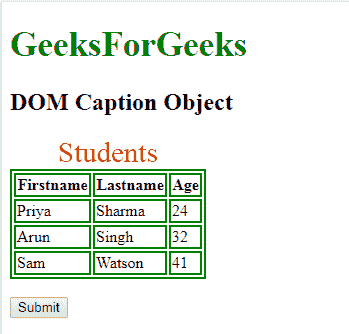 GeeksForGeeks
DOM Caption Object
Students
Firstname Lastname Age
Priya Sharma 24
Arun Singh 32
Sam Watson 41
Submit